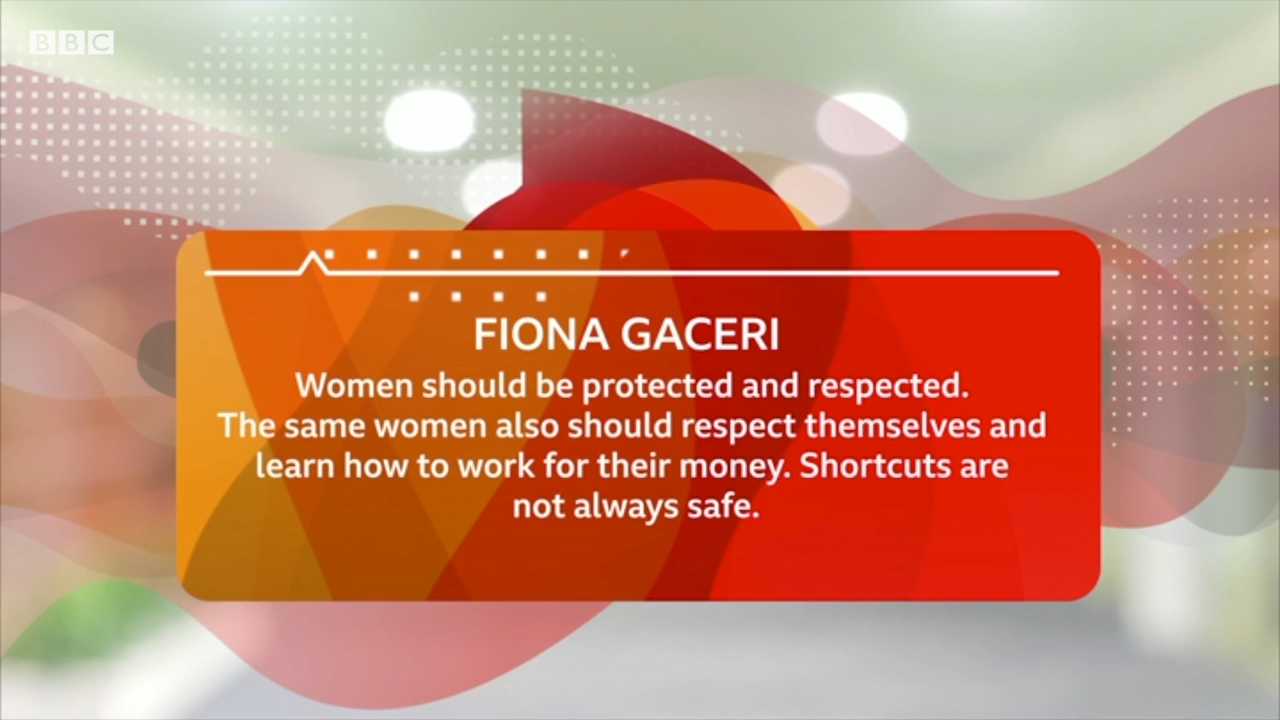 BBC
FIONA GACERI
Women should be protected and respected.
The same women also should respect themselves and
learn how to work for their money. Shortcuts are
not always safe.